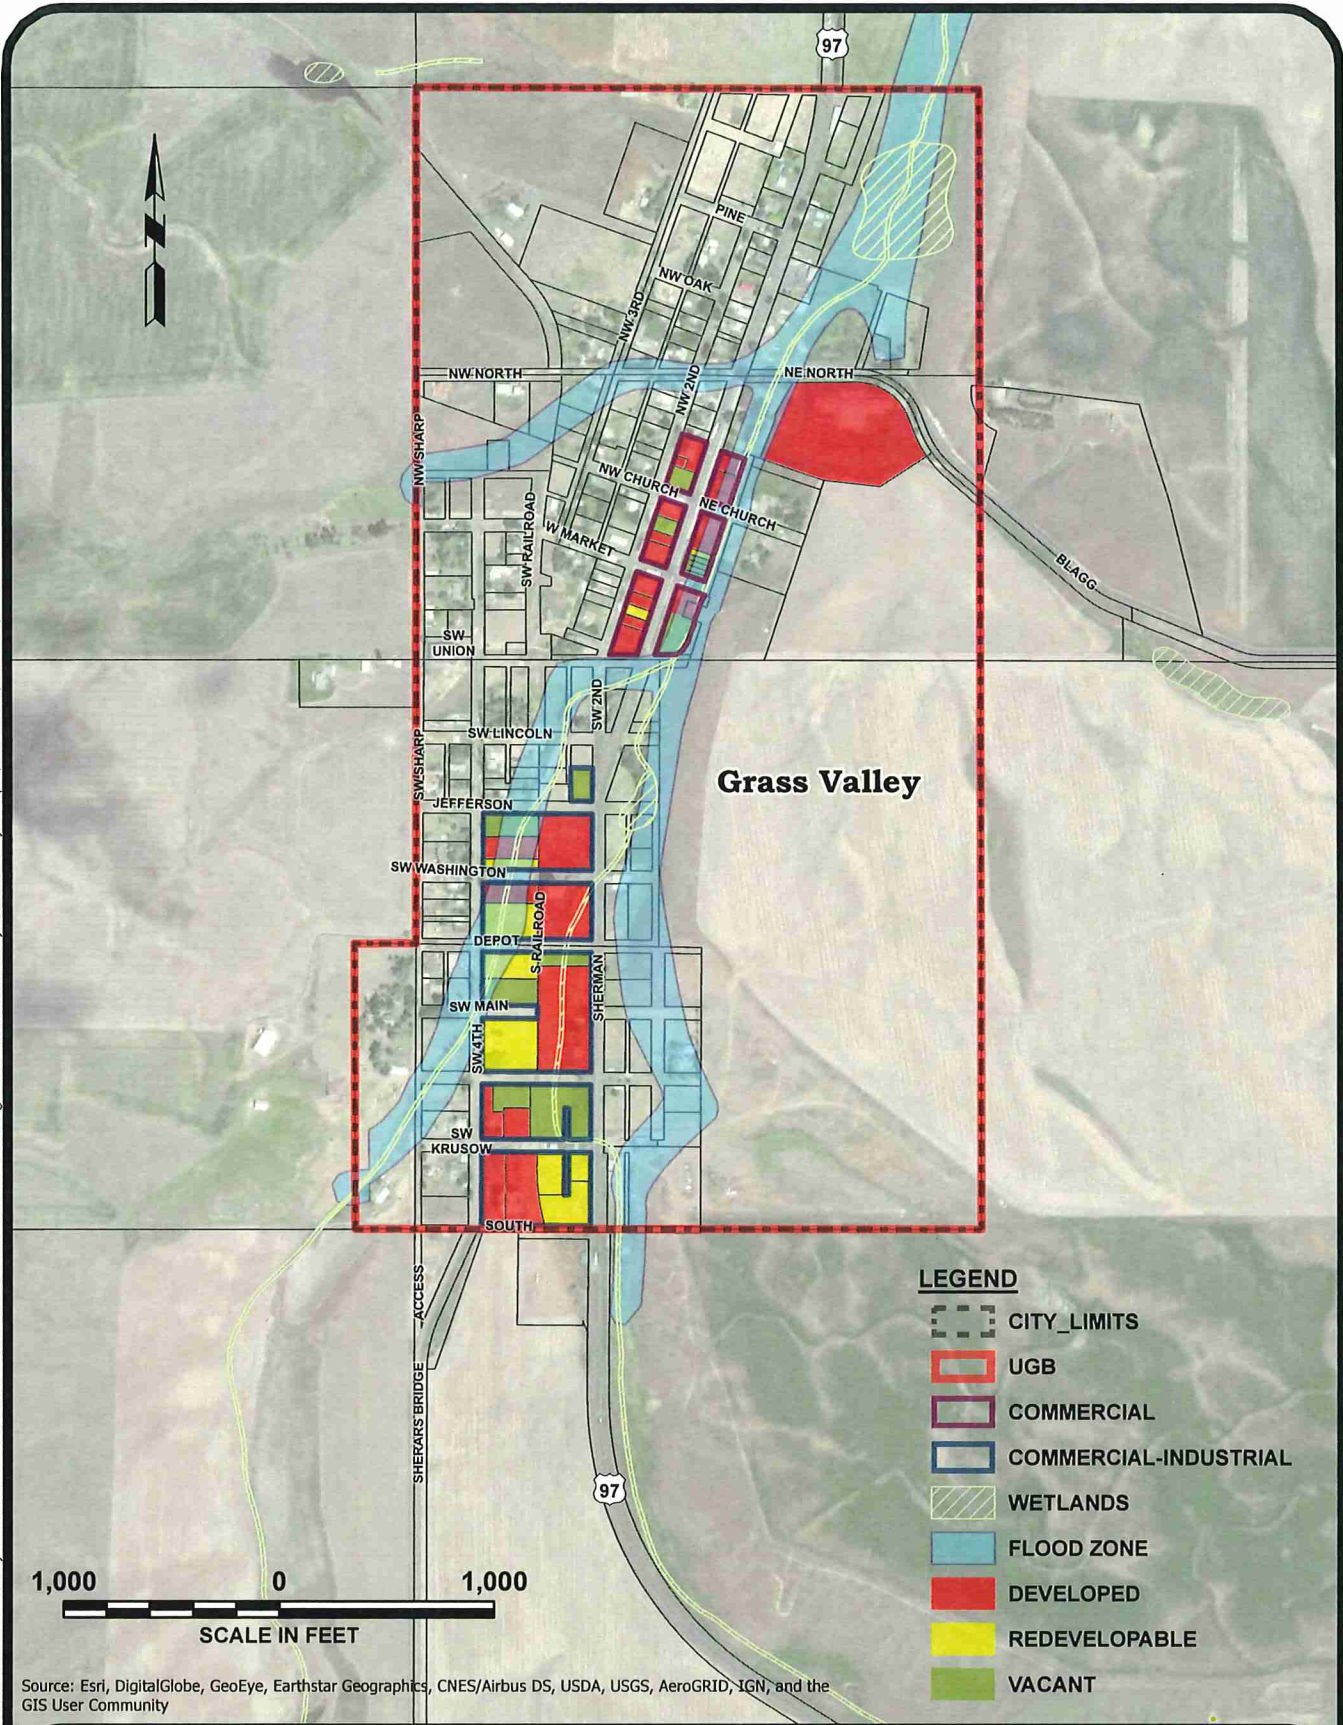 97
N
PINE
NW OAK
NW 3RD
NW NORTH
NW 2ND
NE NORTH
NW SHARP
NW CHURCH
NE CHURCH
SW RAILROAD
W MARKET
BLAGG
SW
UNION
SW 2ND
SW LINCOLN
SW SHARP
Grass Valley
JEFFERSON
SW WASHINGTON
S RAILROAD
DEPOT
SHERMAN
SW MAIN
SW 4TH
SW
KRUSOW
SOUTH
ACCESS
SHERARS BRIDGE
97
LEGEND
CITY_LIMITS
UGB
COMMERCIAL
COMMERCIAL-INDUSTRIAL
WETLANDS
FLOOD ZONE
DEVELOPED
REDEVELOPABLE
VACANT
1,000 0 1,000
SCALE IN FEET
Source: Esri, DigitalGlobe, GeoEye, Earthstar Geographics, CNES/Airbus DS, USDA, USGS, AeroGRID, IGN, and the
GIS User Community